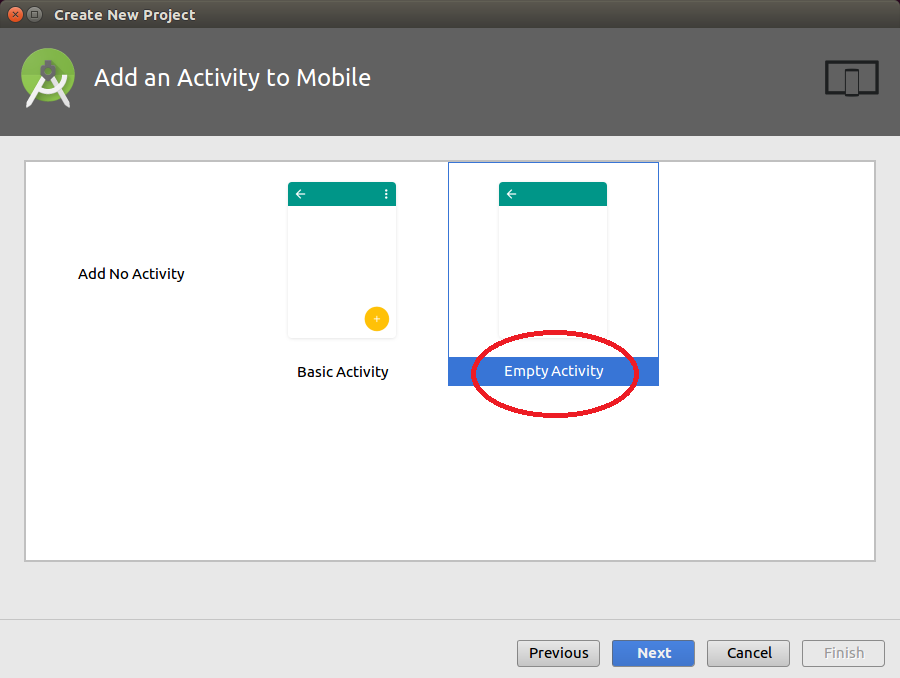 Create New Project
Add an Activity to Mobile
Add No Activity
Basic Activity
Empty Activity
Previous
Next
Cancel
Finish